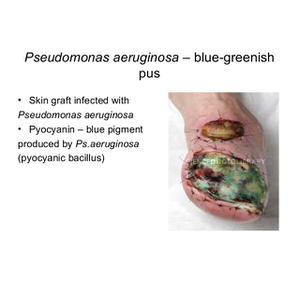 Pseudomonas aeruginosa – blue-greenish
pus
• Skin graft infected with
Pseudomonas aeruginosa
• Pyocyanin – blue pigment
produced by Ps.aeruginosa
(pyocyanic bacillus)